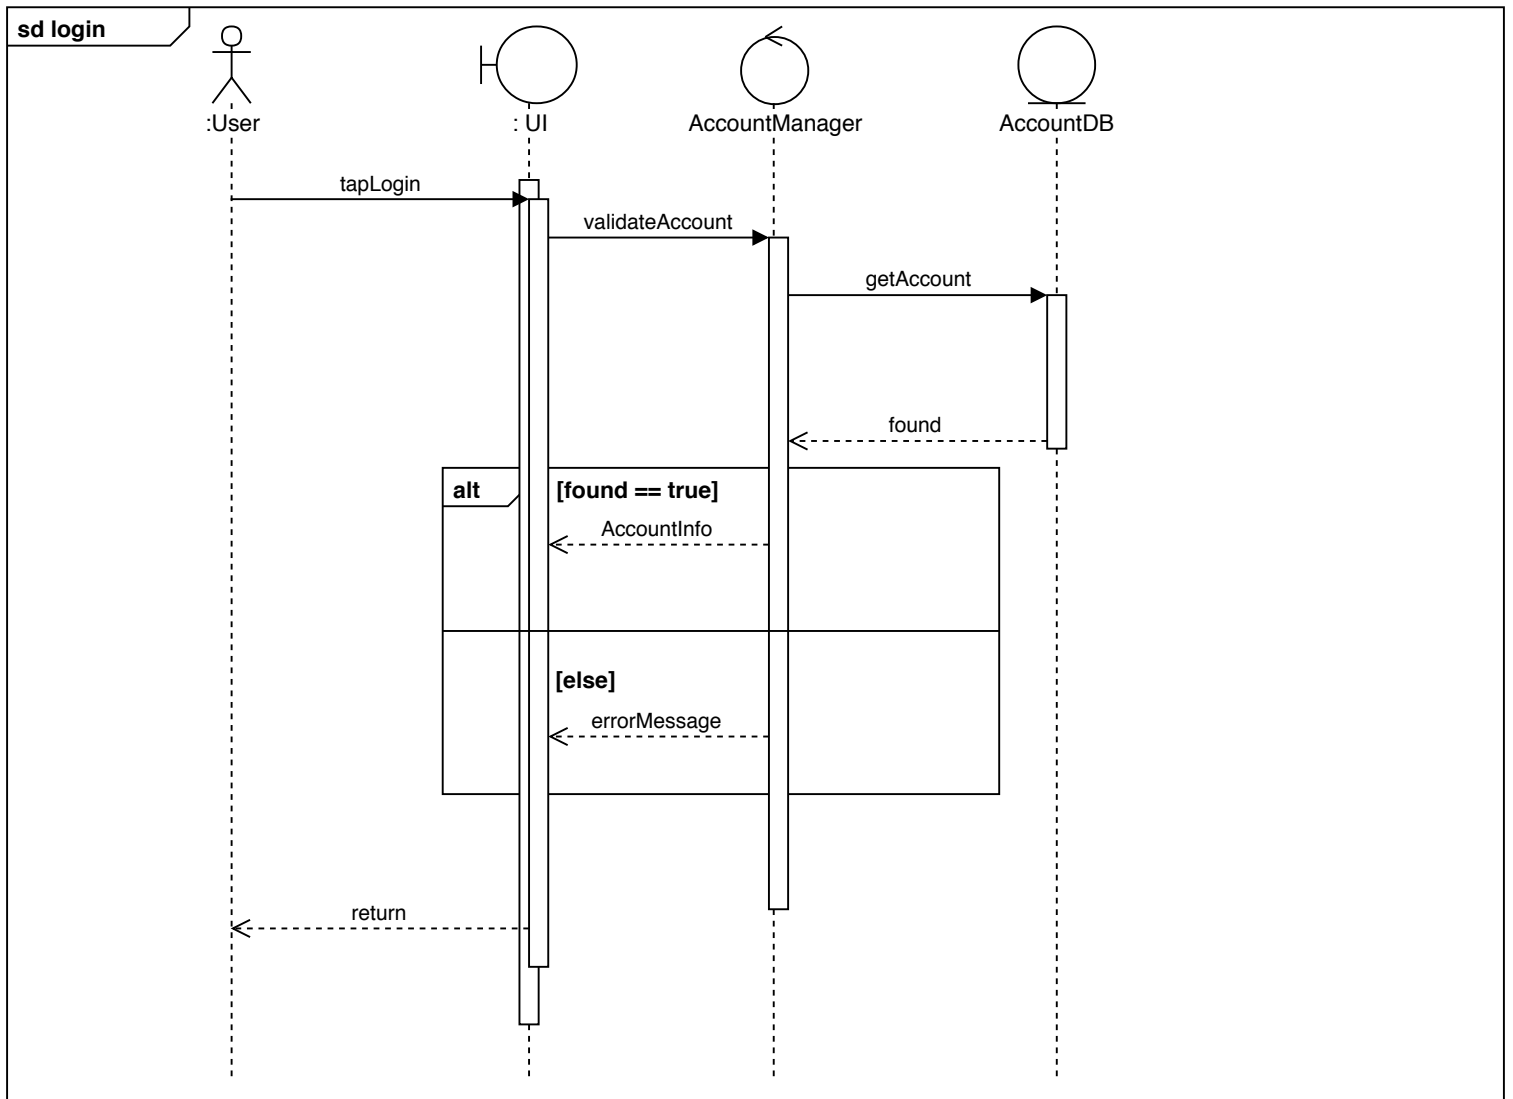 sd login
:User
: UI
AccountManager
AccountDB
tapLogin
validateAccount
getAccount
found
alt
[found == true]
AccountInfo
[else]
errorMessage
return